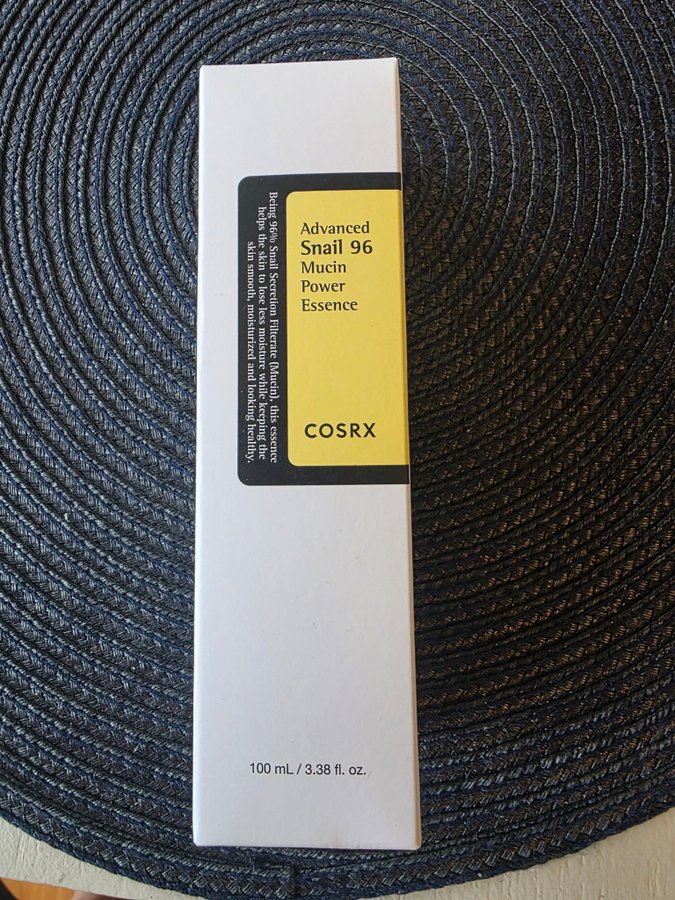 Advanced
Snail 96
Mucin
Power
Essence
COSRX
Being 96% Snail Secretion Filterate (Mucin), this essence
helps the skin to lose less moisture while keeping the
skin smooth, moisturized and looking healthy.
100 mL / 3.38 fl. oz.